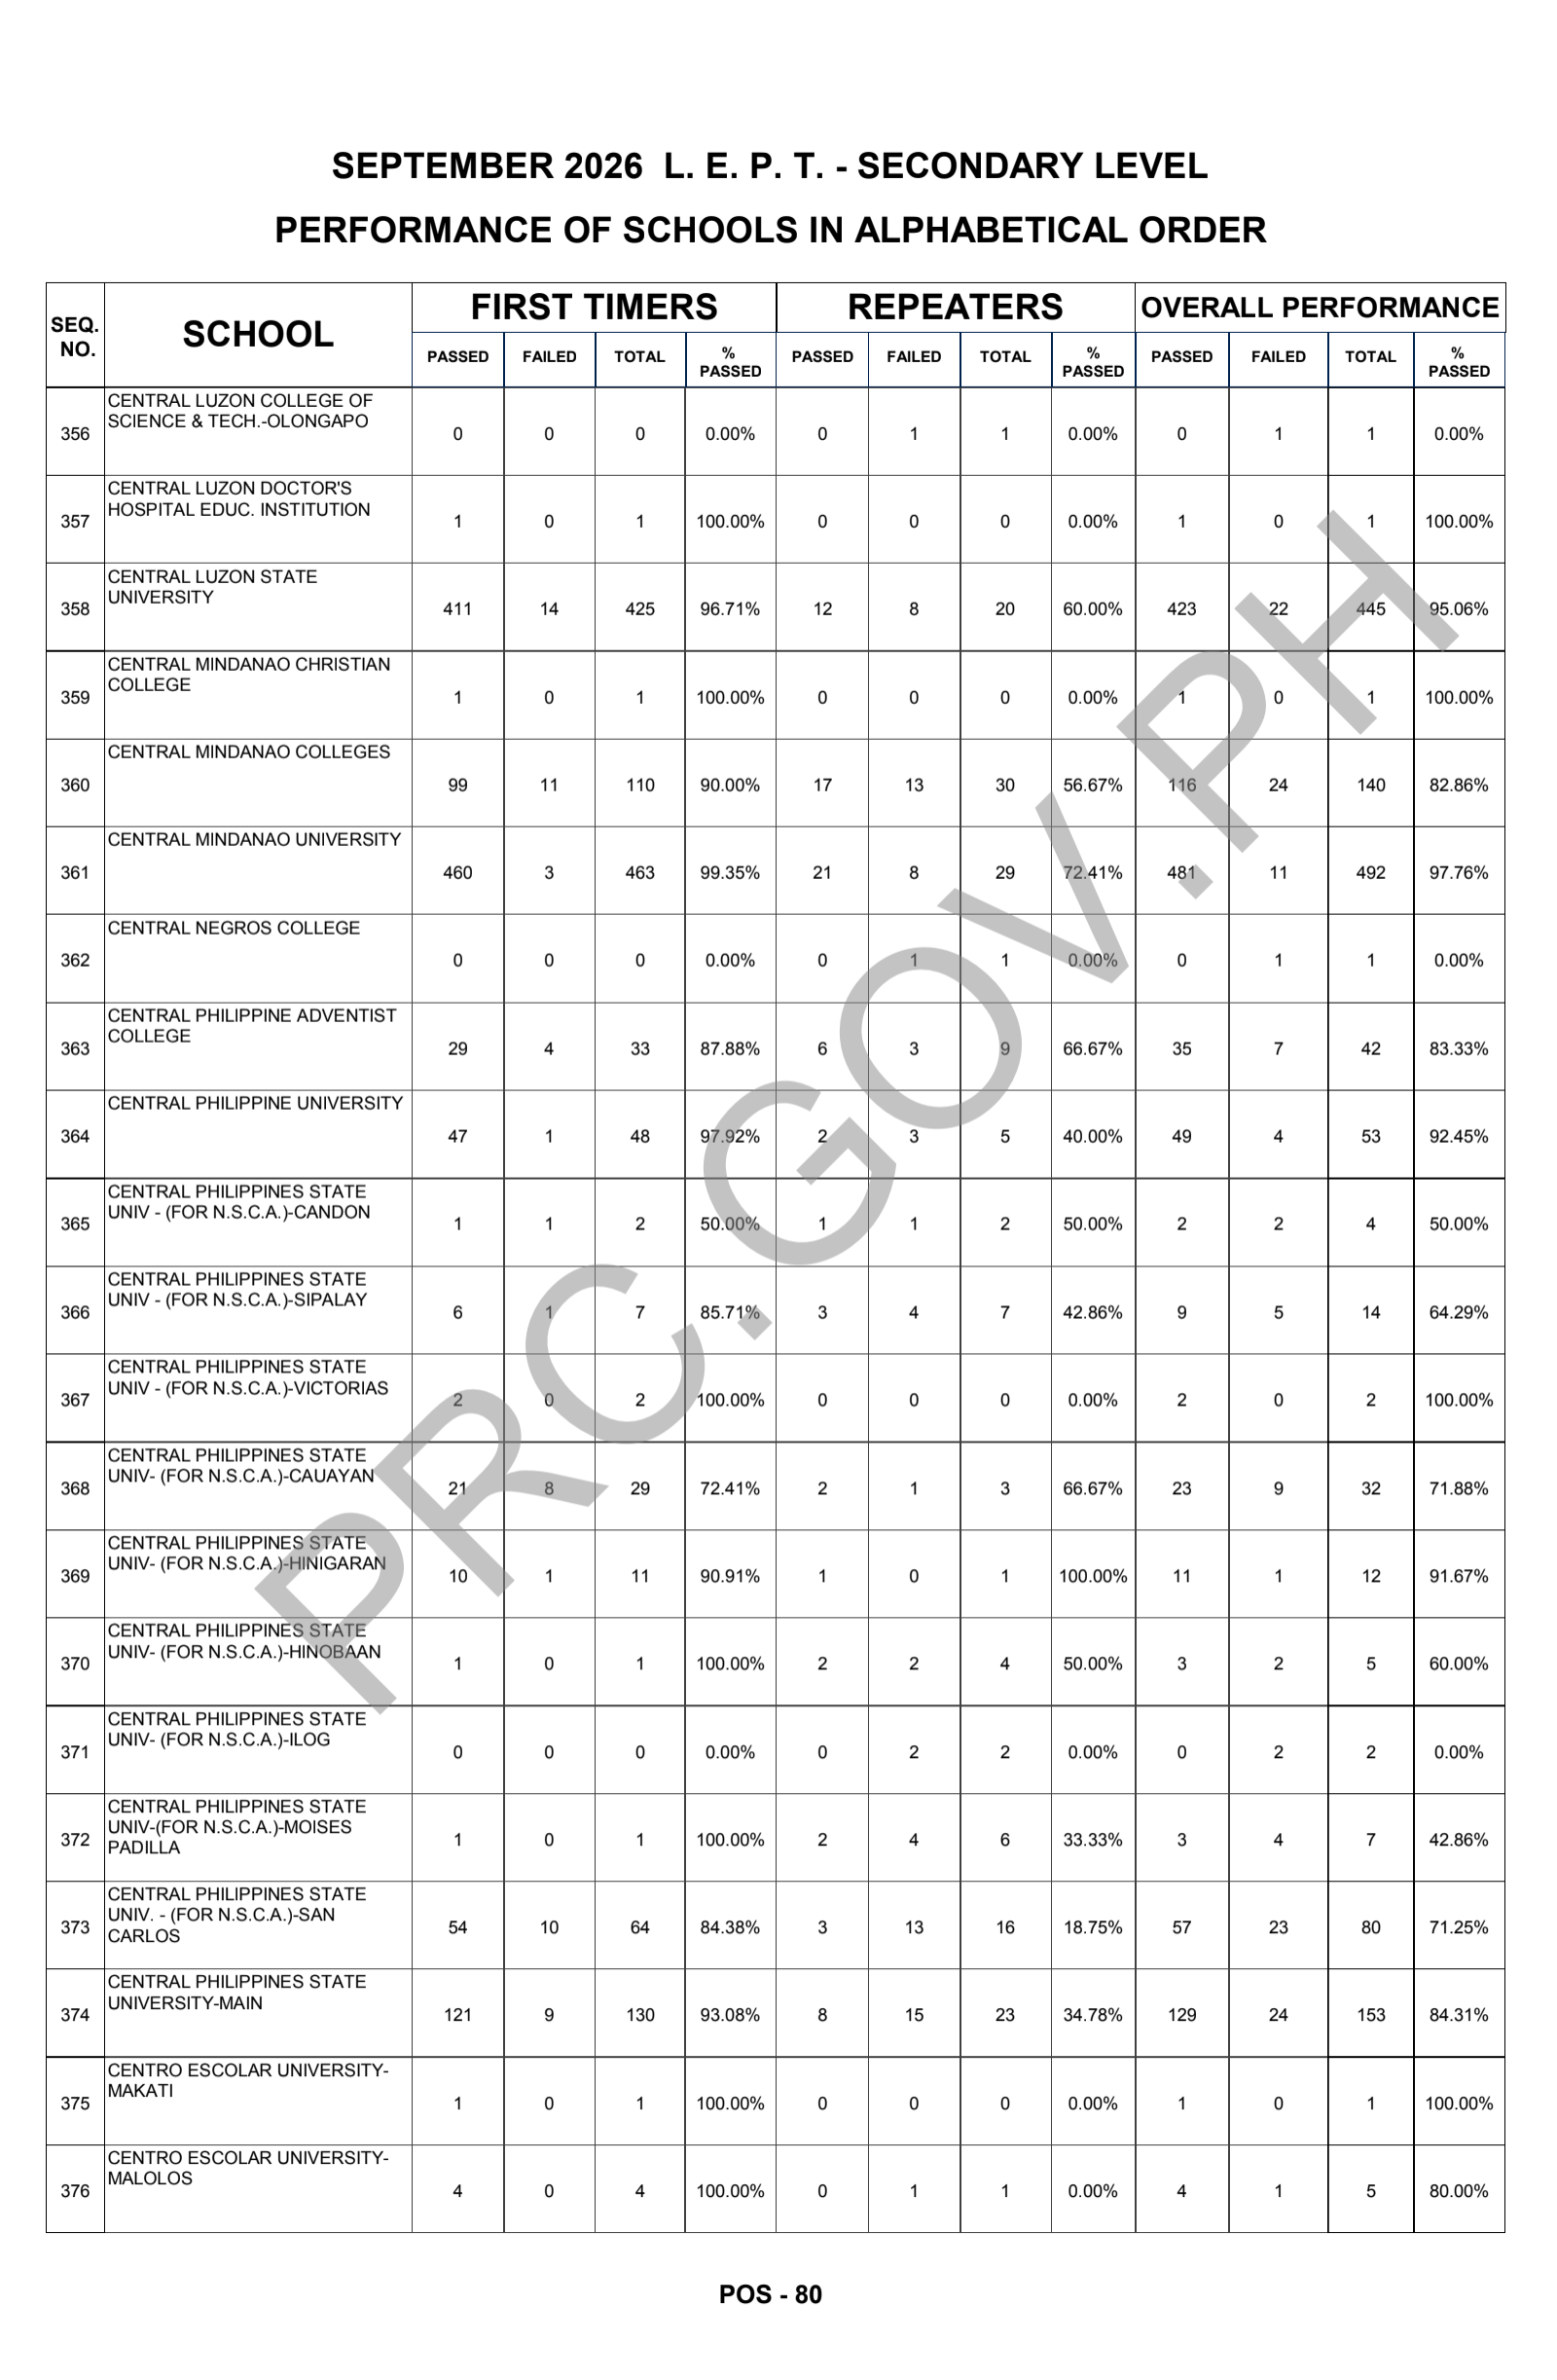 SEPTEMBER 2026  L. E. P. T. - SECONDARY LEVEL
PERFORMANCE OF SCHOOLS IN ALPHABETICAL ORDER
SEQ. NO. SCHOOL FIRST TIMERS REPEATERS OVERALL PERFORMANCE
PASSED FAILED TOTAL % PASSED PASSED FAILED TOTAL % PASSED PASSED FAILED TOTAL % PASSED
CENTRAL LUZON COLLEGE OF
SCIENCE & TECH.-OLONGAPO
356 0 0 0 0.00% 0 1 1 0.00% 0 1 1 0.00%
CENTRAL LUZON DOCTOR'S
HOSPITAL EDUC. INSTITUTION
357 1 0 1 100.00% 0 0 0 0.00% 1 0 1 100.00%
CENTRAL LUZON STATE
UNIVERSITY
358 411 14 425 96.71% 12 8 20 60.00% 423 22 445 95.06%
CENTRAL MINDANAO CHRISTIAN
COLLEGE
359 1 0 1 100.00% 0 0 0 0.00% 1 0 1 100.00%
CENTRAL MINDANAO COLLEGES
360 99 11 110 90.00% 17 13 30 56.67% 116 24 140 82.86%
CENTRAL MINDANAO UNIVERSITY
361 460 3 463 99.35% 21 8 29 72.41% 481 11 492 97.76%
CENTRAL NEGROS COLLEGE
362 0 0 0 0.00% 0 1 1 0.00% 0 1 1 0.00%
CENTRAL PHILIPPINE ADVENTIST
COLLEGE
363 29 4 33 87.88% 6 3 9 66.67% 35 7 42 83.33%
CENTRAL PHILIPPINE UNIVERSITY
364 47 1 48 97.92% 2 3 5 40.00% 49 4 53 92.45%
CENTRAL PHILIPPINES STATE
UNIV - (FOR N.S.C.A.)-CANDON
365 1 1 2 50.00% 1 1 2 50.00% 2 2 4 50.00%
CENTRAL PHILIPPINES STATE
UNIV - (FOR N.S.C.A.)-SIPALAY
366 6 1 7 85.71% 3 4 7 42.86% 9 5 14 64.29%
CENTRAL PHILIPPINES STATE
UNIV - (FOR N.S.C.A.)-VICTORIAS
367 2 0 2 100.00% 0 0 0 0.00% 2 0 2 100.00%
CENTRAL PHILIPPINES STATE
UNIV- (FOR N.S.C.A.)-CAUAYAN
368 21 8 29 72.41% 2 1 3 66.67% 23 9 32 71.88%
CENTRAL PHILIPPINES STATE
UNIV- (FOR N.S.C.A.)-HINIGARAN
369 10 1 11 90.91% 1 0 1 100.00% 11 1 12 91.67%
CENTRAL PHILIPPINES STATE
UNIV- (FOR N.S.C.A.)-HINOBAAN
370 1 0 1 100.00% 2 2 4 50.00% 3 2 5 60.00%
CENTRAL PHILIPPINES STATE
UNIV- (FOR N.S.C.A.)-ILOG
371 0 0 0 0.00% 0 2 2 0.00% 0 2 2 0.00%
CENTRAL PHILIPPINES STATE
UNIV-(FOR N.S.C.A.)-MOISES
PADILLA
372 1 0 1 100.00% 2 4 6 33.33% 3 4 7 42.86%
CENTRAL PHILIPPINES STATE
UNIV. - (FOR N.S.C.A.)-SAN
CARLOS
373 54 10 64 84.38% 3 13 16 18.75% 57 23 80 71.25%
CENTRAL PHILIPPINES STATE
UNIVERSITY-MAIN
374 121 9 130 93.08% 8 15 23 34.78% 129 24 153 84.31%
CENTRO ESCOLAR UNIVERSITY-
MAKATI
375 1 0 1 100.00% 0 0 0 0.00% 1 0 1 100.00%
CENTRO ESCOLAR UNIVERSITY-
MALOLOS
376 4 0 4 100.00% 0 1 1 0.00% 4 1 5 80.00%
PRC.GOV.PH
POS - 80